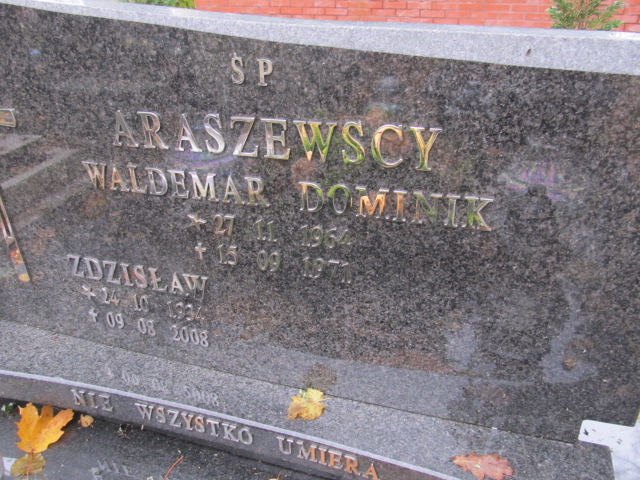 SP
ARASZEWSCY
WALDEMAR DOMINIK
* 27 11 1964
† 15 09 1971
ZDZISŁAW
* 24 10 1934
† 09 08 2008
NIE WSZYSTKO UMIERA